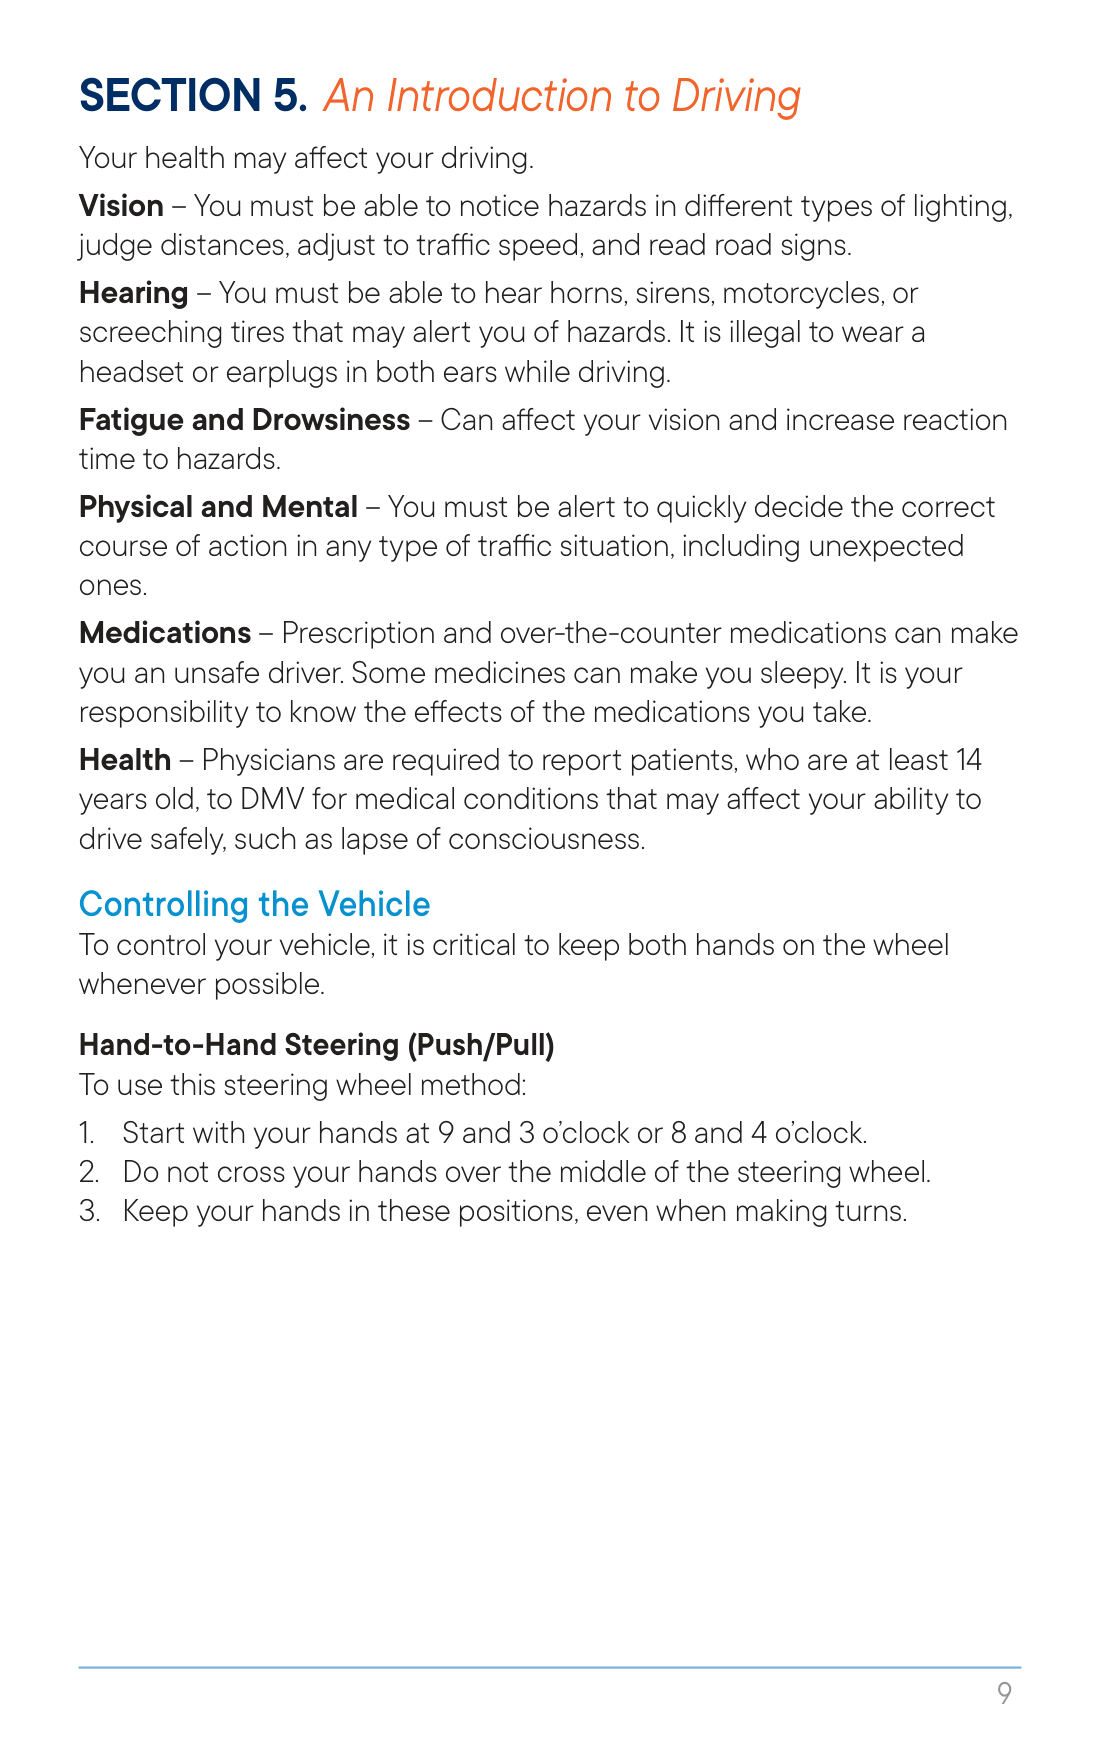 SECTION 5. An Introduction to Driving
Your health may affect your driving.
Vision – You must be able to notice hazards in different types of lighting,
judge distances, adjust to traffic speed, and read road signs.
Hearing – You must be able to hear horns, sirens, motorcycles, or
screeching tires that may alert you of hazards. It is illegal to wear a
headset or earplugs in both ears while driving.
Fatigue and Drowsiness – Can affect your vision and increase reaction
time to hazards.
Physical and Mental – You must be alert to quickly decide the correct
course of action in any type of traffic situation, including unexpected
ones.
Medications – Prescription and over-the-counter medications can make
you an unsafe driver. Some medicines can make you sleepy. It is your
responsibility to know the effects of the medications you take.
Health – Physicians are required to report patients, who are at least 14
years old, to DMV for medical conditions that may affect your ability to
drive safely, such as lapse of consciousness.
Controlling the Vehicle
To control your vehicle, it is critical to keep both hands on the wheel
whenever possible.
Hand-to-Hand Steering (Push/Pull)
To use this steering wheel method:
1. Start with your hands at 9 and 3 o’clock or 8 and 4 o’clock.
2. Do not cross your hands over the middle of the steering wheel.
3. Keep your hands in these positions, even when making turns.
9